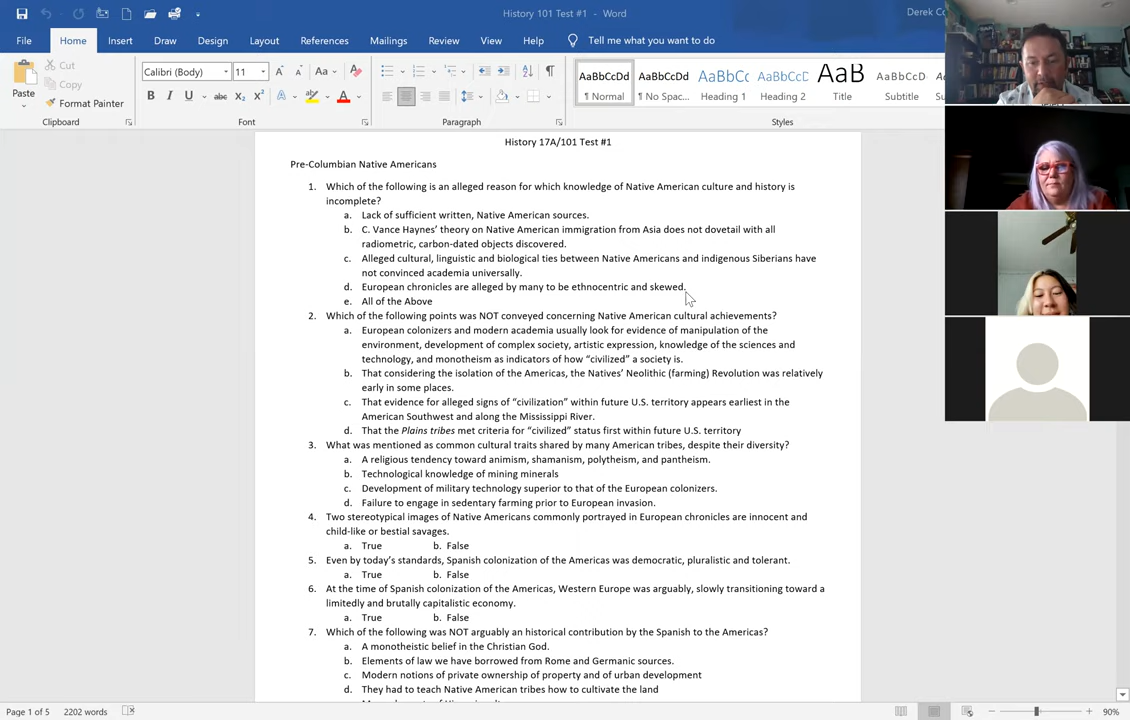 History 101 Test #1 - Word
File Home Insert Draw Design Layout References Mailings Review View Help Tell me what you want to do
Cut
Copy
Paste
Format Painter
Calibri (Body) 11
AaBbCcDd AaBbCcDd AaBbCc AaBbCcD AaB AaBbCcD
¶ Normal ¶ No Spac... Heading 1 Heading 2 Title Subtitle
Clipboard Font Paragraph Styles
History 17A/101 Test #1
Pre-Columbian Native Americans
1. Which of the following is an alleged reason for which knowledge of Native American culture and history is
incomplete?
a. Lack of sufficient written, Native American sources.
b. C. Vance Haynes' theory on Native American immigration from Asia does not dovetail with all
radiometric, carbon-dated objects discovered.
c. Alleged cultural, linguistic and biological ties between Native Americans and indigenous Siberians have
not convinced academia universally.
d. European chronicles are alleged by many to be ethnocentric and skewed.
e. All of the Above
2. Which of the following points was NOT conveyed concerning Native American cultural achievements?
a. European colonizers and modern academia usually look for evidence of manipulation of the
environment, development of complex society, artistic expression, knowledge of the sciences and
technology, and monotheism as indicators of how "civilized" a society is.
b. That considering the isolation of the Americas, the Natives' Neolithic (farming) Revolution was relatively
early in some places.
c. That evidence for alleged signs of "civilization" within future U.S. territory appears earliest in the
American Southwest and along the Mississippi River.
d. That the Plains tribes met criteria for "civilized" status first within future U.S. territory
3. What was mentioned as common cultural traits shared by many American tribes, despite their diversity?
a. A religious tendency toward animism, shamanism, polytheism, and pantheism.
b. Technological knowledge of mining minerals
c. Development of military technology superior to that of the European colonizers.
d. Failure to engage in sedentary farming prior to European invasion.
4. Two stereotypical images of Native Americans commonly portrayed in European chronicles are innocent and
child-like or bestial savages.
a. True b. False
5. Even by today's standards, Spanish colonization of the Americas was democratic, pluralistic and tolerant.
a. True b. False
6. At the time of Spanish colonization of the Americas, Western Europe was arguably, slowly transitioning toward a
limitedly and brutally capitalistic economy.
a. True b. False
7. Which of the following was NOT arguably an historical contribution by the Spanish to the Americas?
a. A monotheistic belief in the Christian God.
b. Elements of law we have borrowed from Rome and Germanic sources.
c. Modern notions of private ownership of property and of urban development
d. They had to teach Native American tribes how to cultivate the land
Page 1 of 5 2202 words 90%